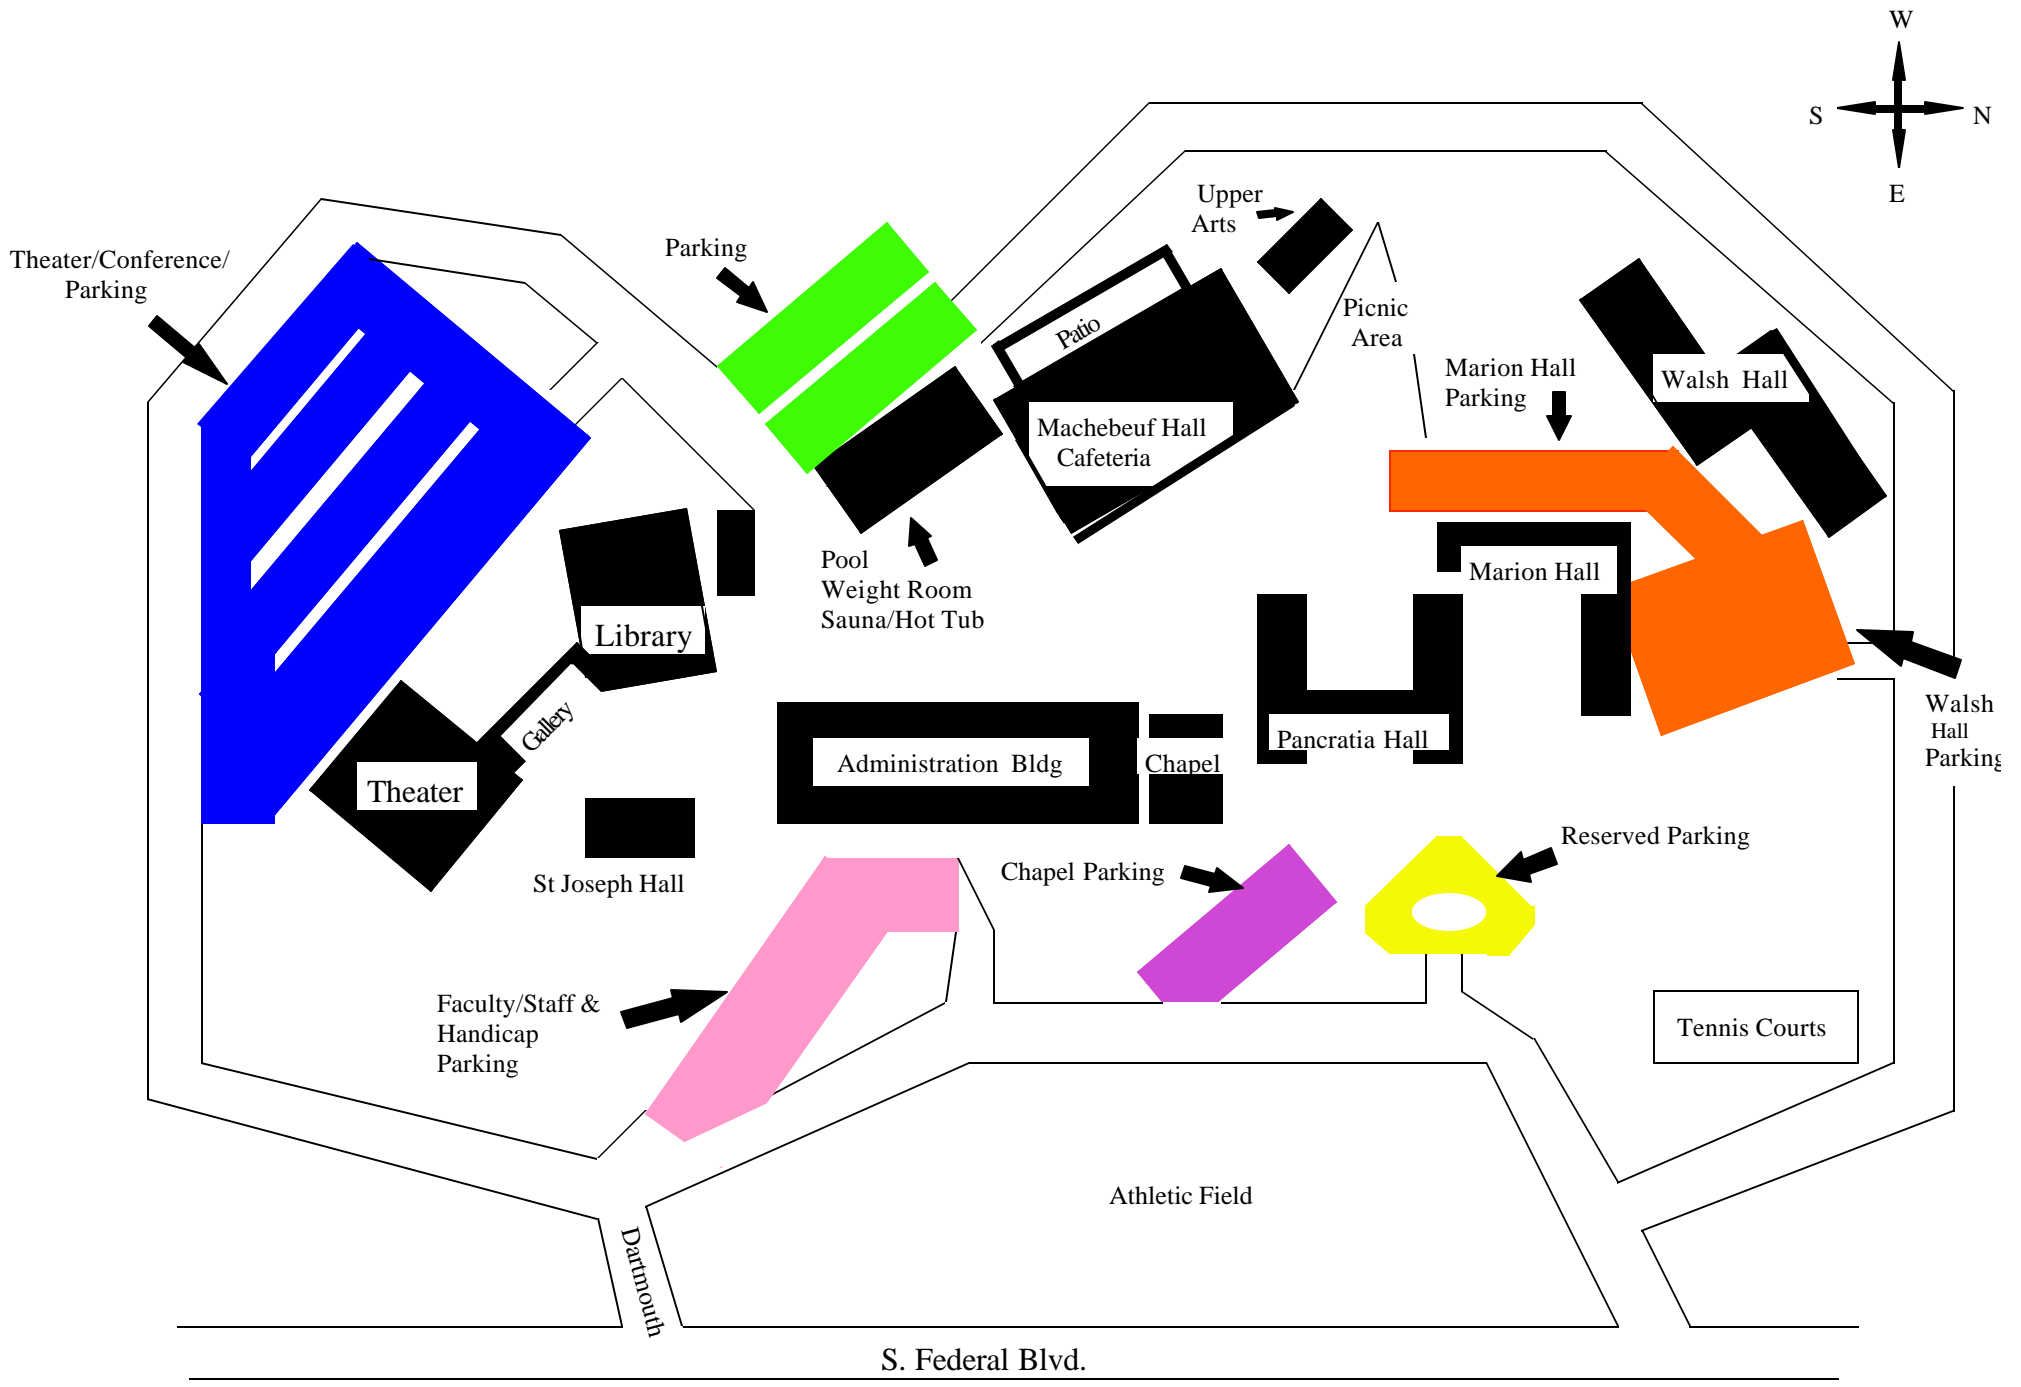 W
S
N
E
Upper
Arts
Parking
Theater/Conference/
Parking
Picnic
Area
Patio
Marion Hall
Parking
Walsh Hall
Machebeuf Hall
Cafeteria
Pool
Weight Room
Sauna/Hot Tub
Marion Hall
Library
Gallery
Walsh
Hall
Parking
Pancratia Hall
Administration Bldg
Chapel
Theater
Reserved Parking
Chapel Parking
St Joseph Hall
Faculty/Staff &
Handicap
Parking
Tennis Courts
Athletic Field
Dartmouth
S. Federal Blvd.